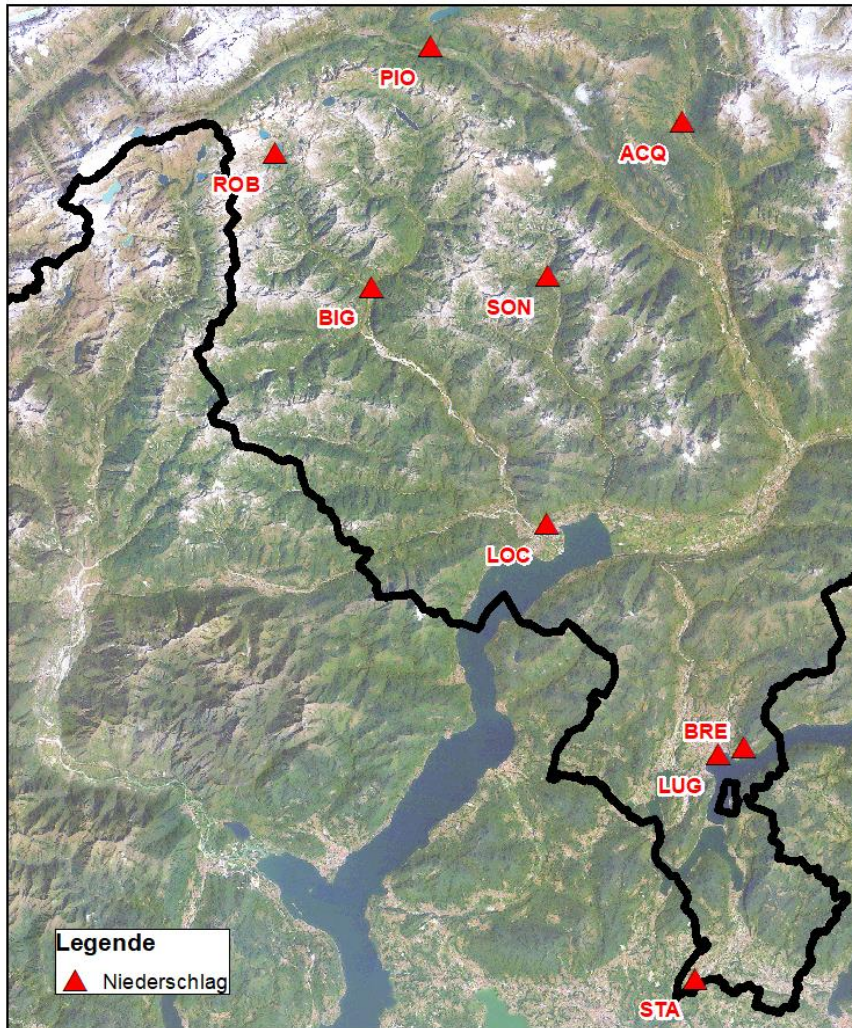 PIO
ACQ
ROB
SON
BIG
LOC
BRE
LUG
Legende
Niederschlag
STA